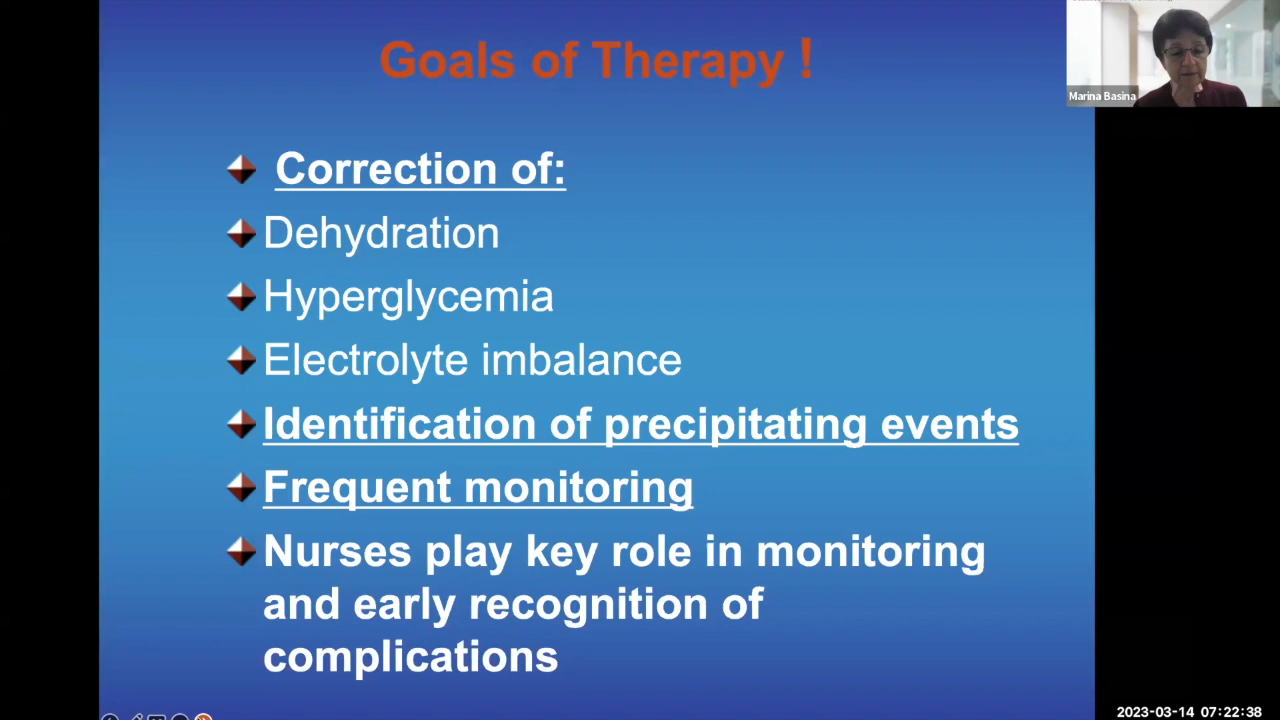 Goals of Therapy !
Marina Basina
Correction of:
Dehydration
Hyperglycemia
Electrolyte imbalance
Identification of precipitating events
Frequent monitoring
Nurses play key role in monitoring
and early recognition of
complications
2023-03-14 07:22:38